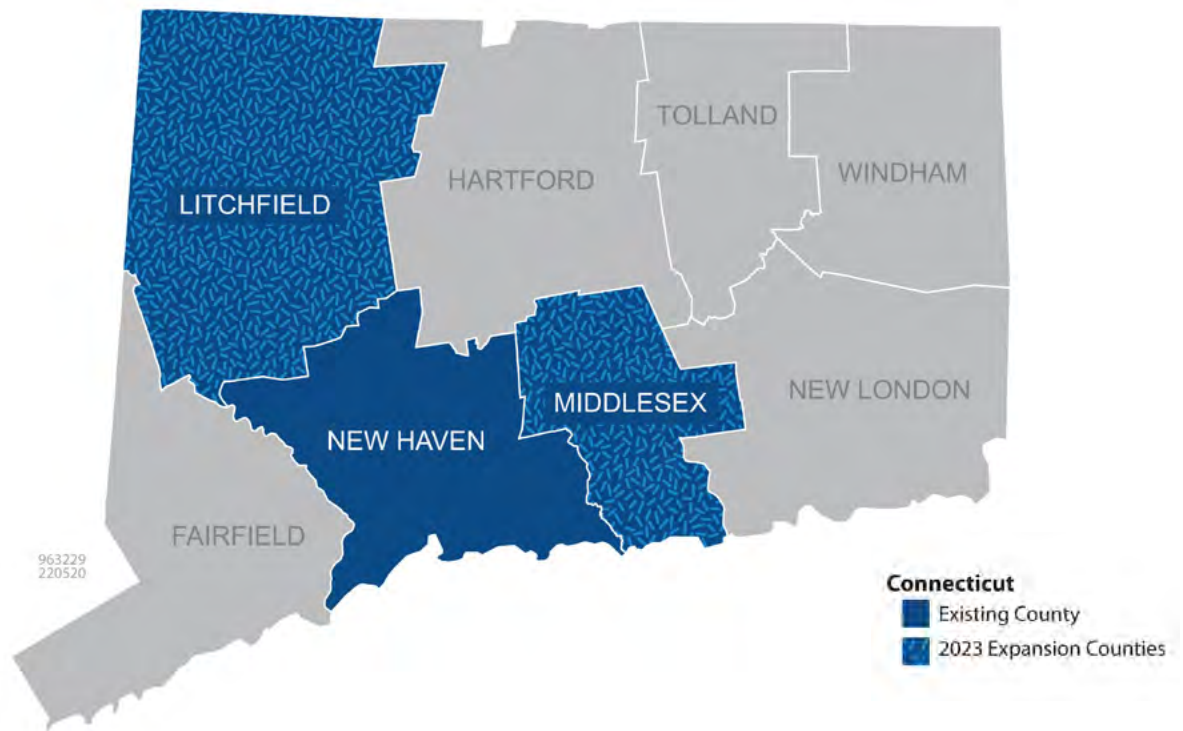 TOLLAND
WINDHAM
HARTFORD
LITCHFIELD
MIDDLESEX
NEW LONDON
NEW HAVEN
FAIRFIELD
963229
220520
Connecticut
Existing County
2023 Expansion Counties